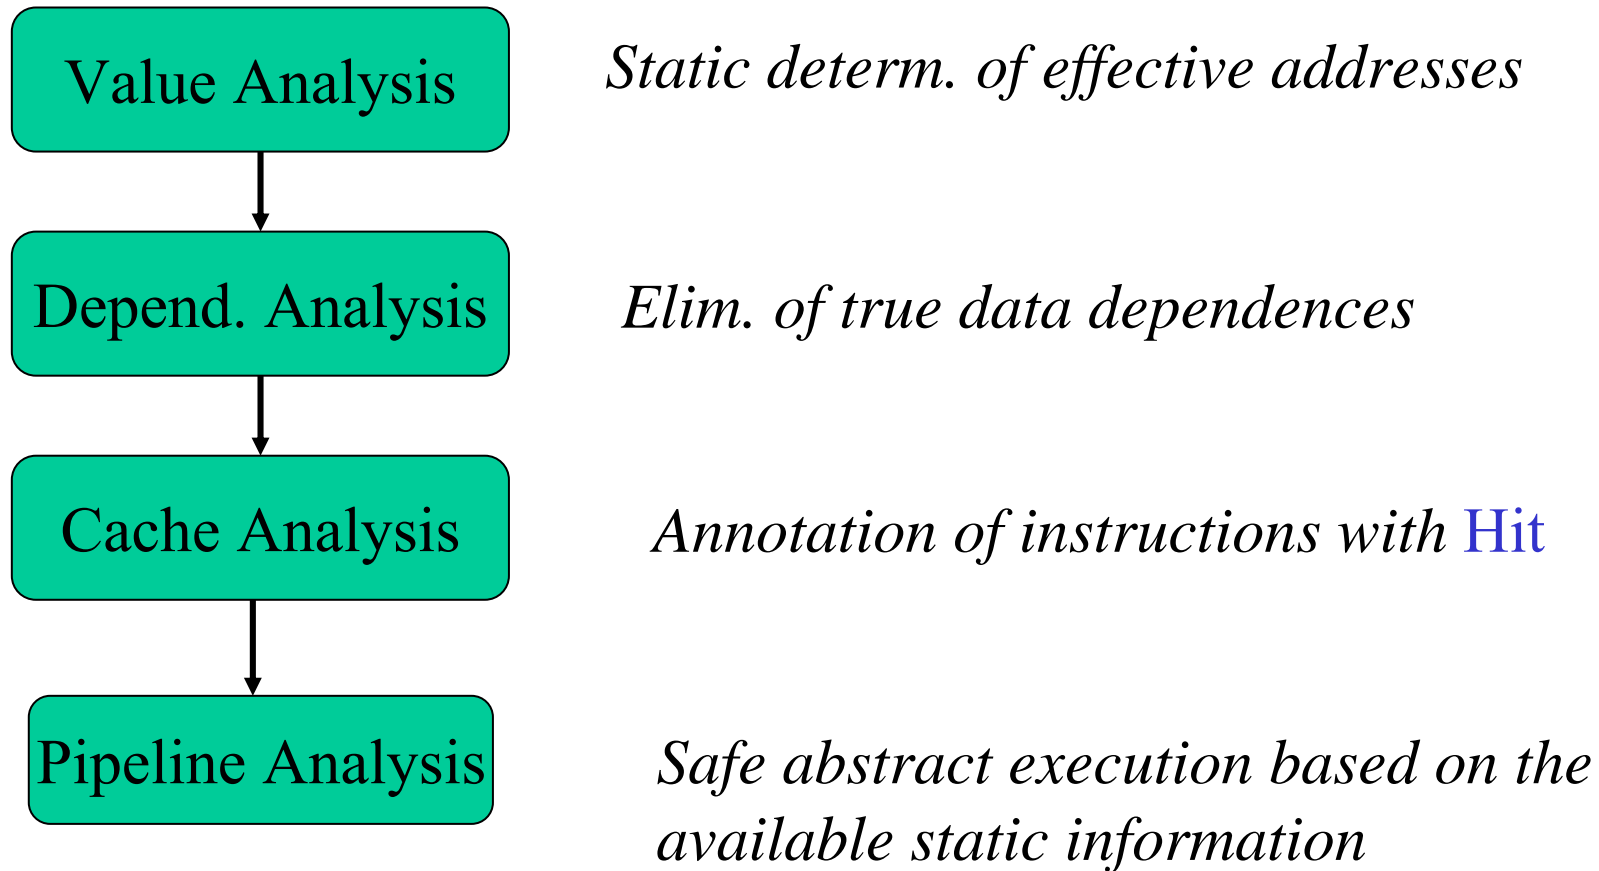 Value Analysis
Static determ. of effective addresses
Depend. Analysis
Elim. of true data dependences
Cache Analysis
Annotation of instructions with Hit
Pipeline Analysis
Safe abstract execution based on the
available static information